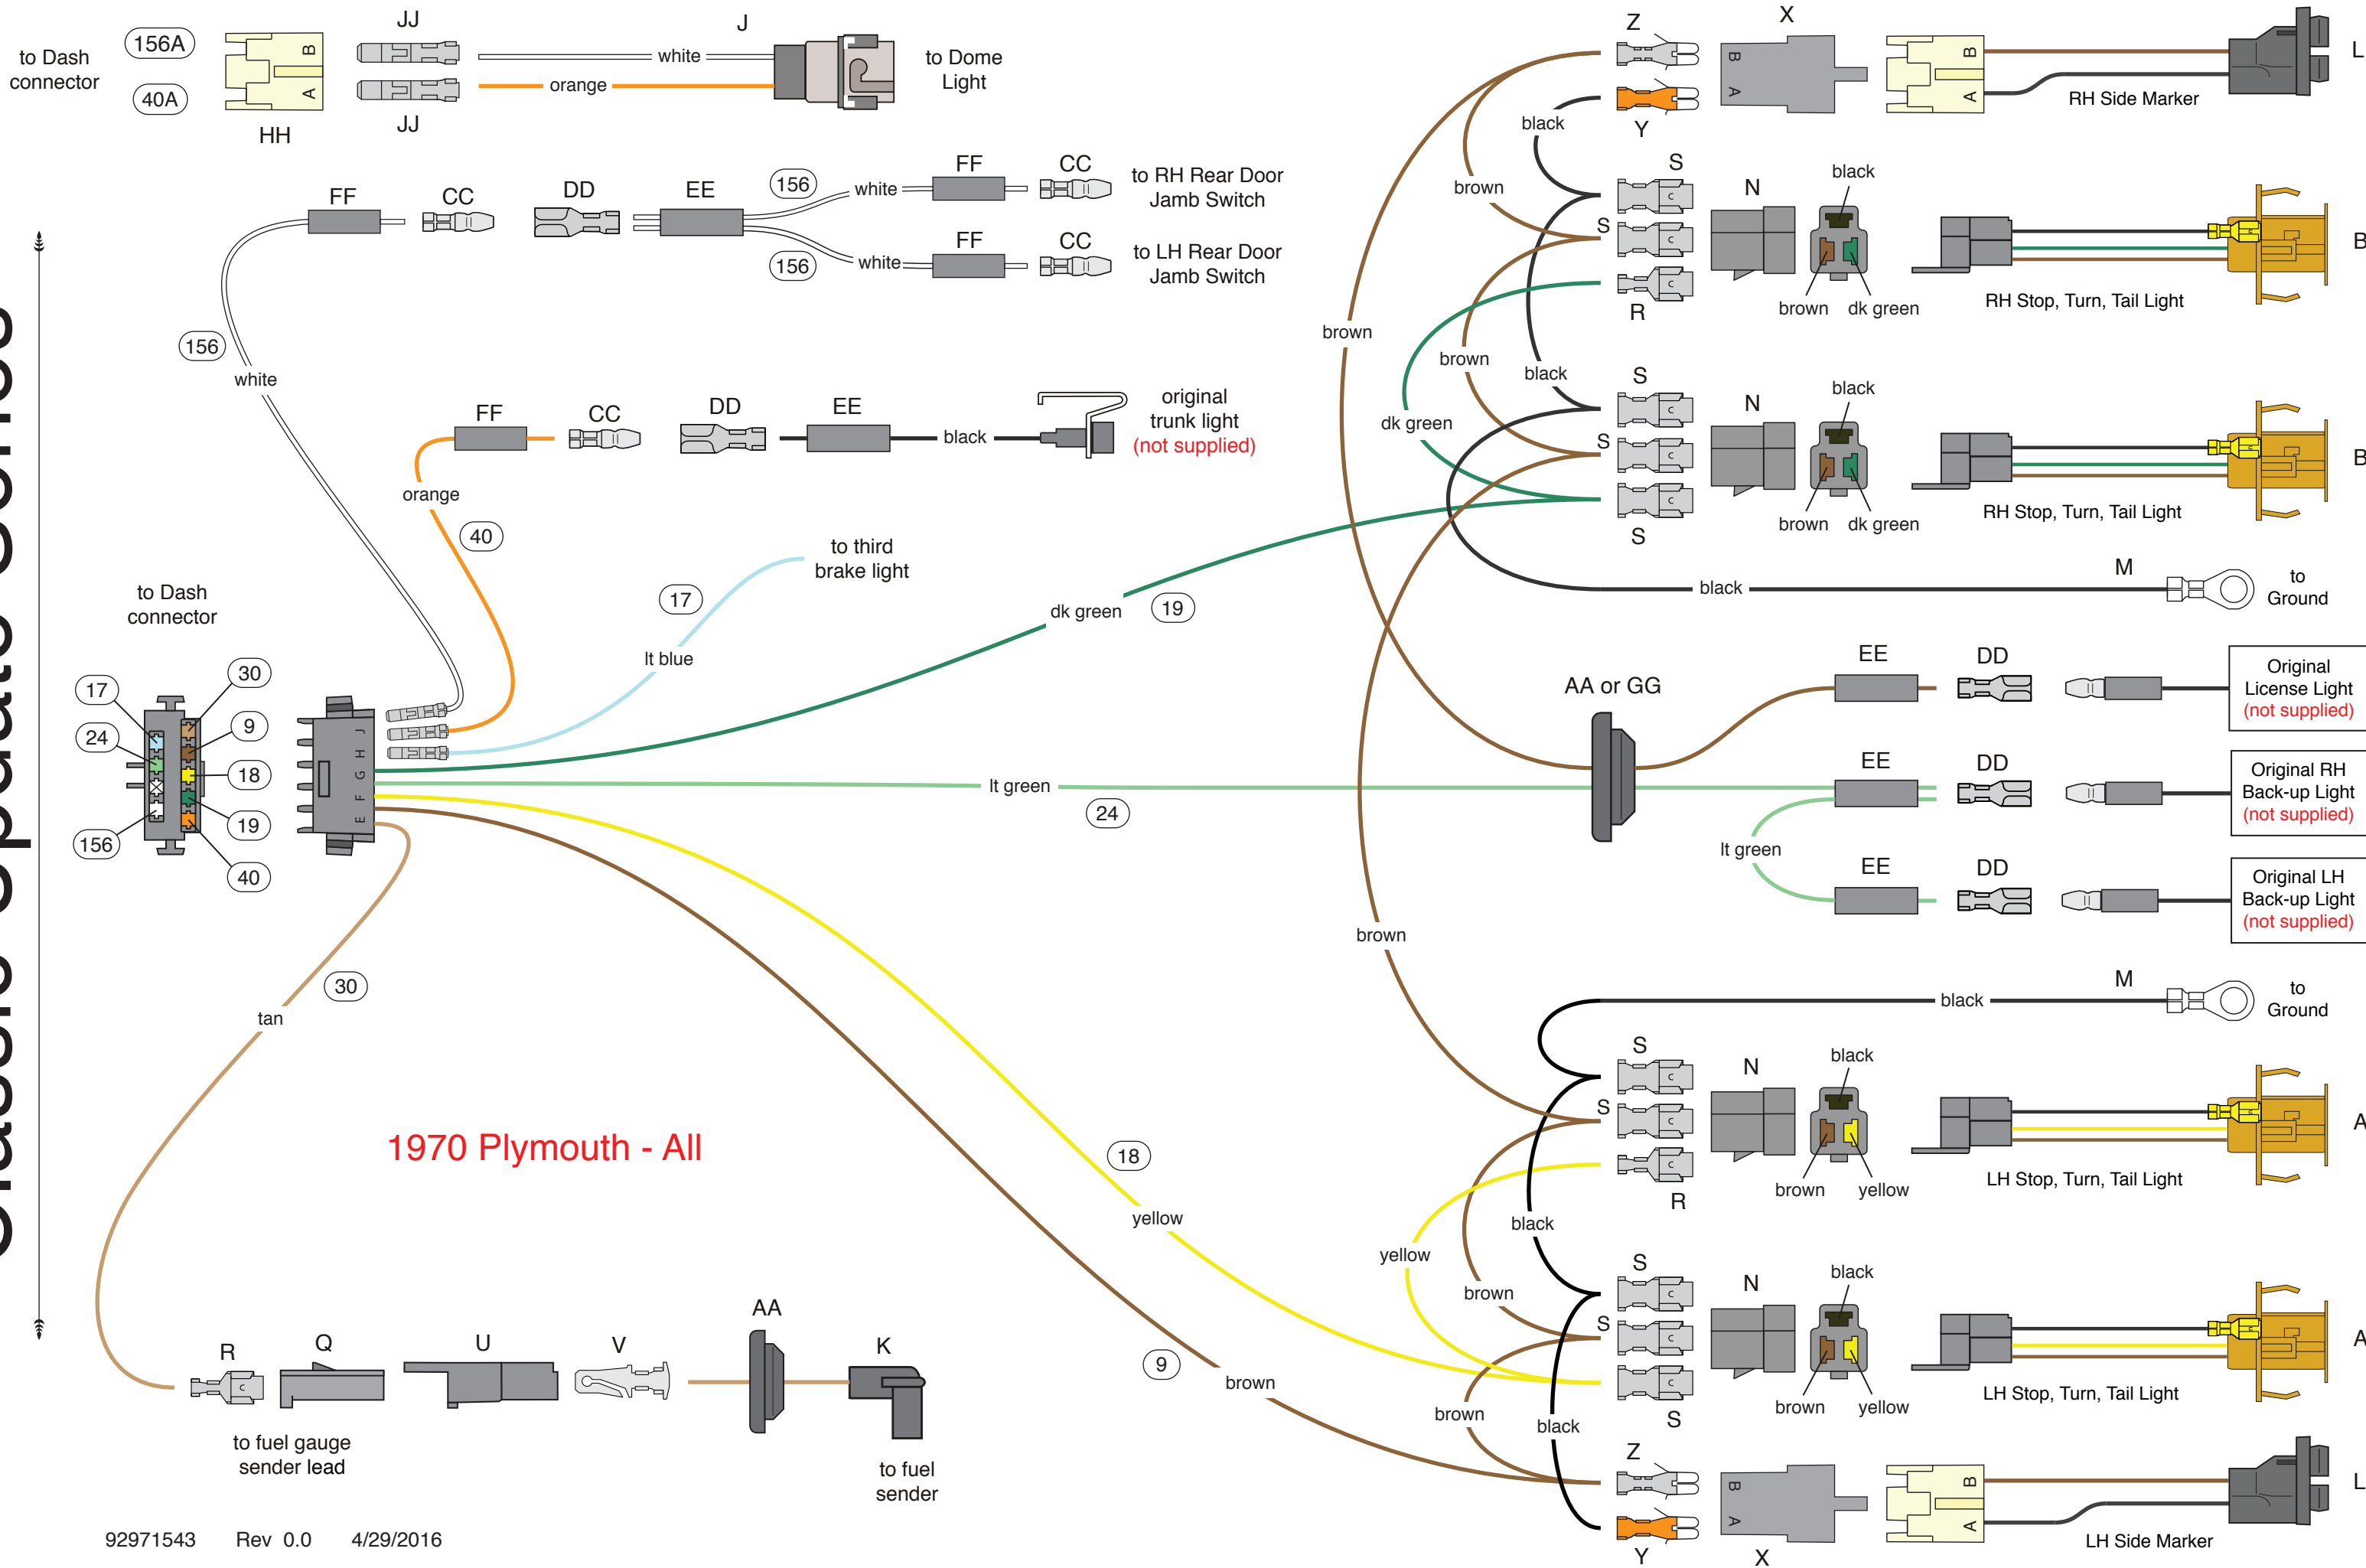 156A
40A
to Dash
connector
HH
B
A
JJ
JJ
white
orange
J
to Dome
Light
FF
CC
DD
EE
156
156
white
white
FF
CC
FF
CC
to RH Rear Door
Jamb Switch
to LH Rear Door
Jamb Switch
156
white
FF
CC
DD
EE
black
original
trunk light
(not supplied)
orange
40
to third
brake light
17
lt blue
dk green
19
to Dash
connector
17
24
156
30
9
18
19
40
J
H
G
F
E
lt green
24
30
tan
1970 Plymouth - All
18
yellow
9
brown
R
Q
U
V
AA
K
to fuel gauge
sender lead
to fuel
sender
92971543 Rev 0.0 4/29/2016
Z
Y
X
B
A
B
A
RH Side Marker
L
black
brown
brown
S
S
R
N
black
brown
dk green
RH Stop, Turn, Tail Light
B
brown
black
dk green
S
S
S
N
black
brown
dk green
RH Stop, Turn, Tail Light
B
black
M
to
Ground
AA or GG
EE
DD
Original
License Light
(not supplied)
EE
DD
Original RH
Back-up Light
(not supplied)
lt green
EE
DD
Original LH
Back-up Light
(not supplied)
brown
black
M
to
Ground
S
S
R
N
black
brown
yellow
LH Stop, Turn, Tail Light
A
black
yellow
brown
S
S
S
N
black
brown
yellow
LH Stop, Turn, Tail Light
A
brown
black
Z
Y
X
B
A
B
A
LH Side Marker
L